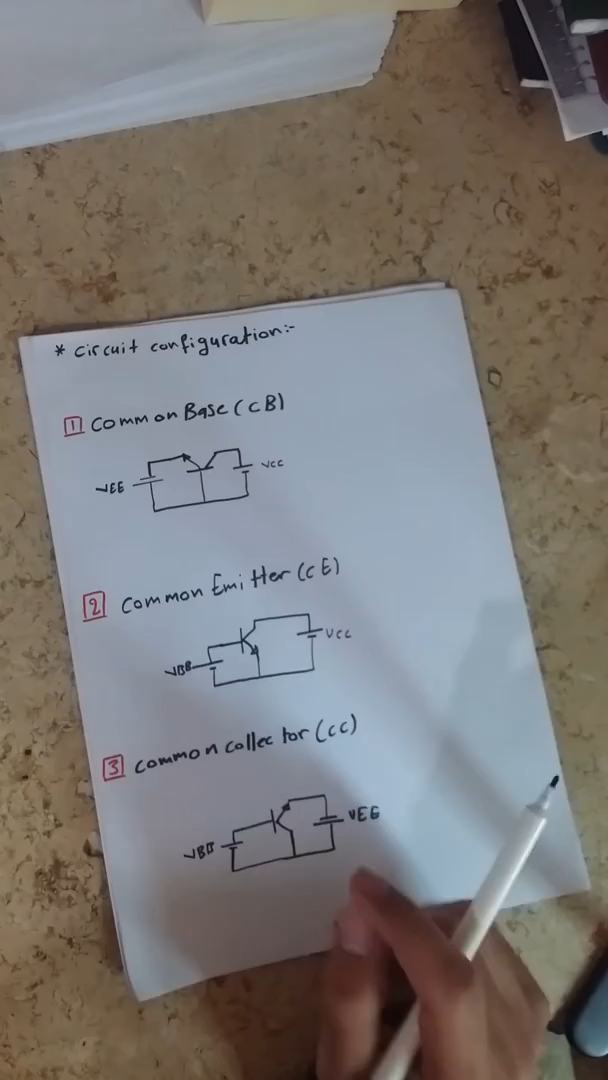 * Circuit configuration:-
1 Common Base (CB)
VEE
VCC
2 Common Emitter (CE)
VBB
VCC
3 Common collector (CC)
VBB
VEE